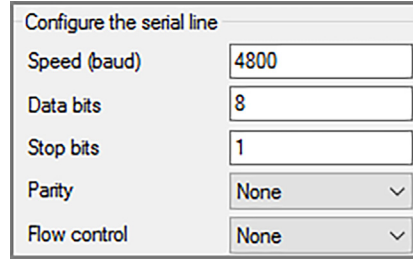 Configure the serial line
Speed (baud) 4800
Data bits 8
Stop bits 1
Parity None
Flow control None